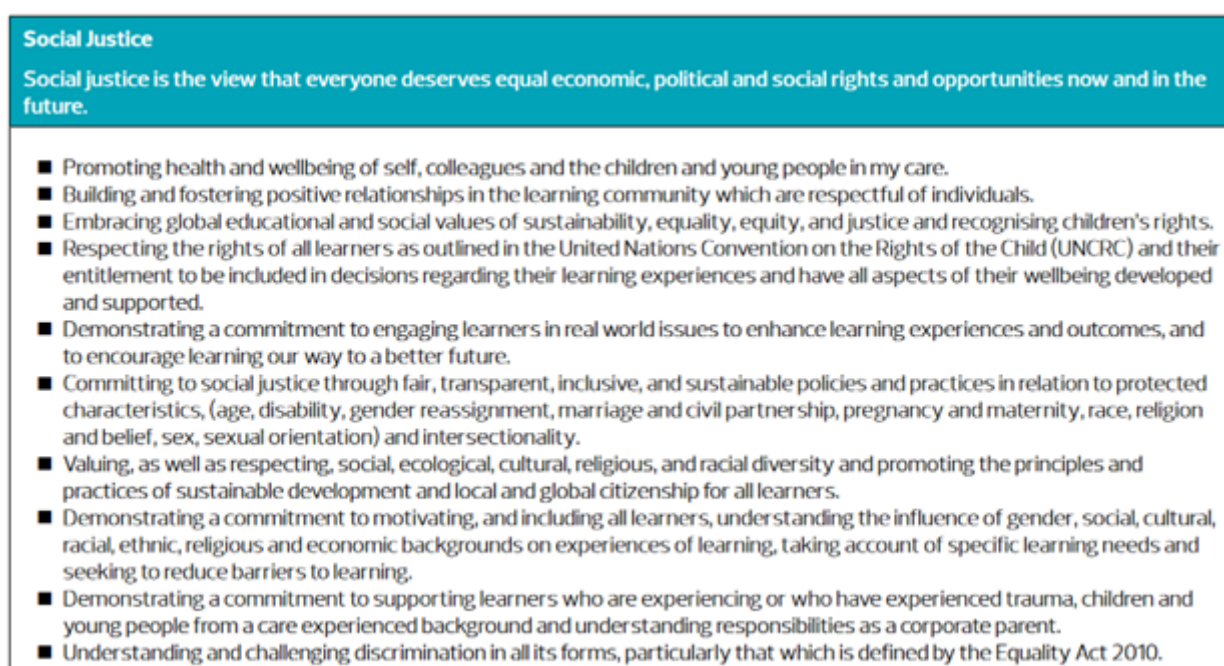 Social Justice
Social justice is the view that everyone deserves equal economic, political and social rights and opportunities now and in the
future.
■ Promoting health and wellbeing of self, colleagues and the children and young people in my care.
■ Building and fostering positive relationships in the learning community which are respectful of individuals.
■ Embracing global educational and social values of sustainability, equality, equity, and justice and recognising children's rights.
■ Respecting the rights of all learners as outlined in the United Nations Convention on the Rights of the Child (UNCRC) and their
entitlement to be included in decisions regarding their learning experiences and have all aspects of their wellbeing developed
and supported.
■ Demonstrating a commitment to engaging learners in real world issues to enhance learning experiences and outcomes, and
to encourage learning our way to a better future.
■ Committing to social justice through fair, transparent, inclusive, and sustainable policies and practices in relation to protected
characteristics, (age, disability, gender reassignment, marriage and civil partnership, pregnancy and maternity, race, religion
and belief, sex, sexual orientation) and intersectionality.
■ Valuing, as well as respecting, social, ecological, cultural, religious, and racial diversity and promoting the principles and
practices of sustainable development and local and global citizenship for all learners.
■ Demonstrating a commitment to motivating, and including all learners, understanding the influence of gender, social, cultural,
racial, ethnic, religious and economic backgrounds on experiences of learning, taking account of specific learning needs and
seeking to reduce barriers to learning.
■ Demonstrating a commitment to supporting learners who are experiencing or who have experienced trauma, children and
young people from a care experienced background and understanding responsibilities as a corporate parent.
■ Understanding and challenging discrimination in all its forms, particularly that which is defined by the Equality Act 2010.